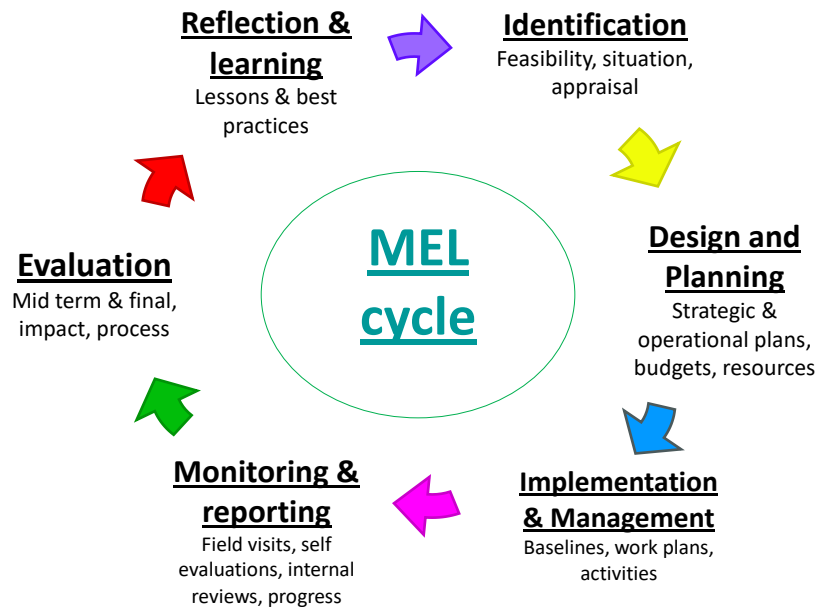 Reflection &
learning
Lessons & best
practices
Identification
Feasibility, situation,
appraisal
Design and
Planning
Strategic &
operational plans,
budgets, resources
Implementation
& Management
Baselines, work plans,
activities
Monitoring &
reporting
Field visits, self
evaluations, internal
reviews, progress
Evaluation
Mid term & final,
impact, process
MEL
cycle